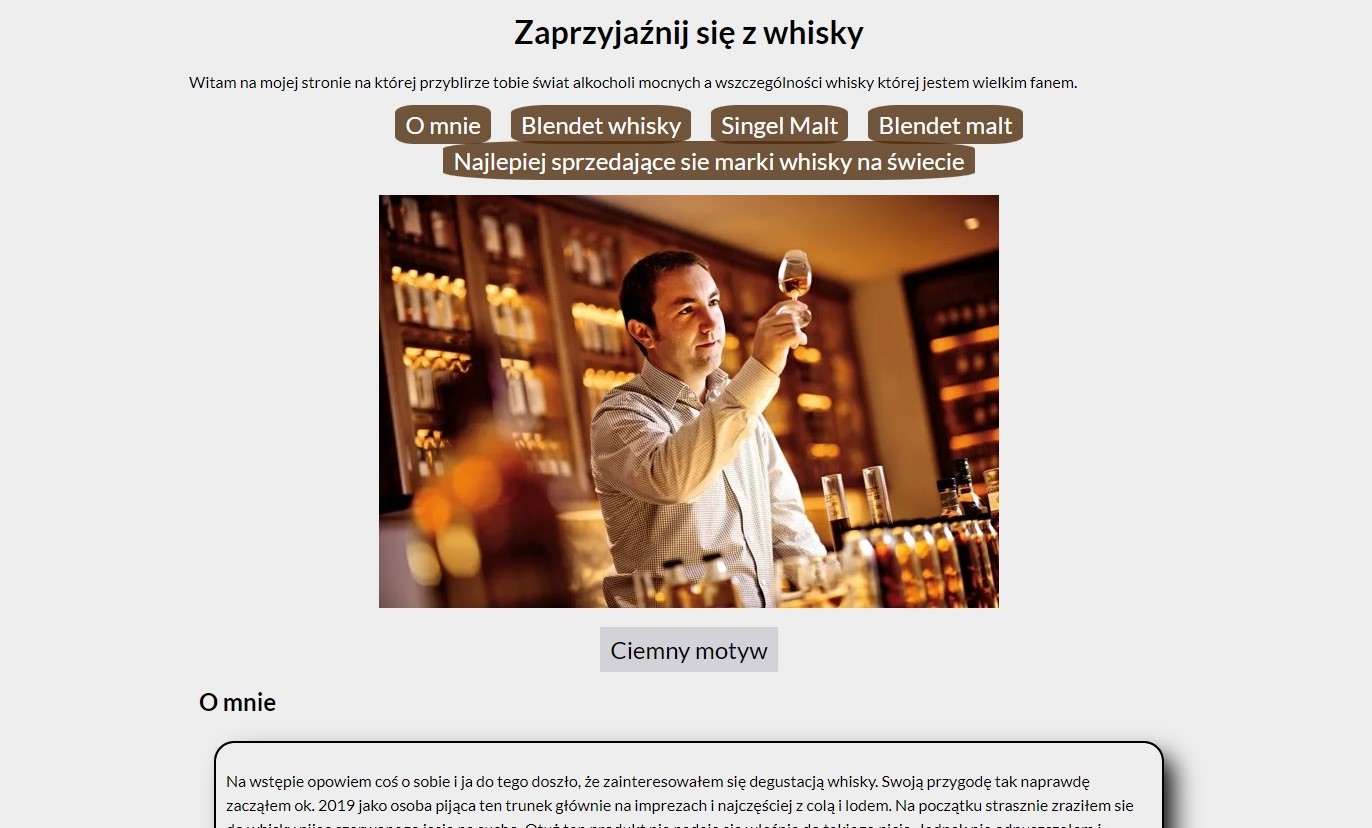 Zaprzyjaźnij się z whisky
Witam na mojej stronie na której przyblirze tobie świat alkocholi mocnych a wszczególności whisky której jestem wielkim fanem.
O mnie Blendet whisky Singel Malt Blendet malt
Najlepiej sprzedające sie marki whisky na świecie
Ciemny motyw
O mnie
Na wstępie opowiem coś o sobie i ja do tego doszło, że zainteresowałem się degustacją whisky. Swoją przygodę tak naprawdę
zacząłem ok. 2019 jako osoba pijąca ten trunek głównie na imprezach i najczęściej z colą i lodem. Na początku strasznie zraziłem sie